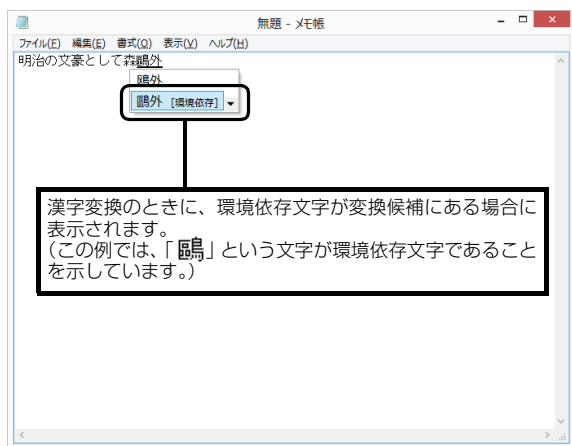 無題 - メモ帳
ファイル(F) 編集(E) 書式(O) 表示(V) ヘルプ(H)
明治の文豪として森鷗外
鴎外
鷗外 [環境依存]
漢字変換のときに、環境依存文字が変換候補にある場合に
表示されます。
(この例では、「鷗」という文字が環境依存文字であること
を示しています。)